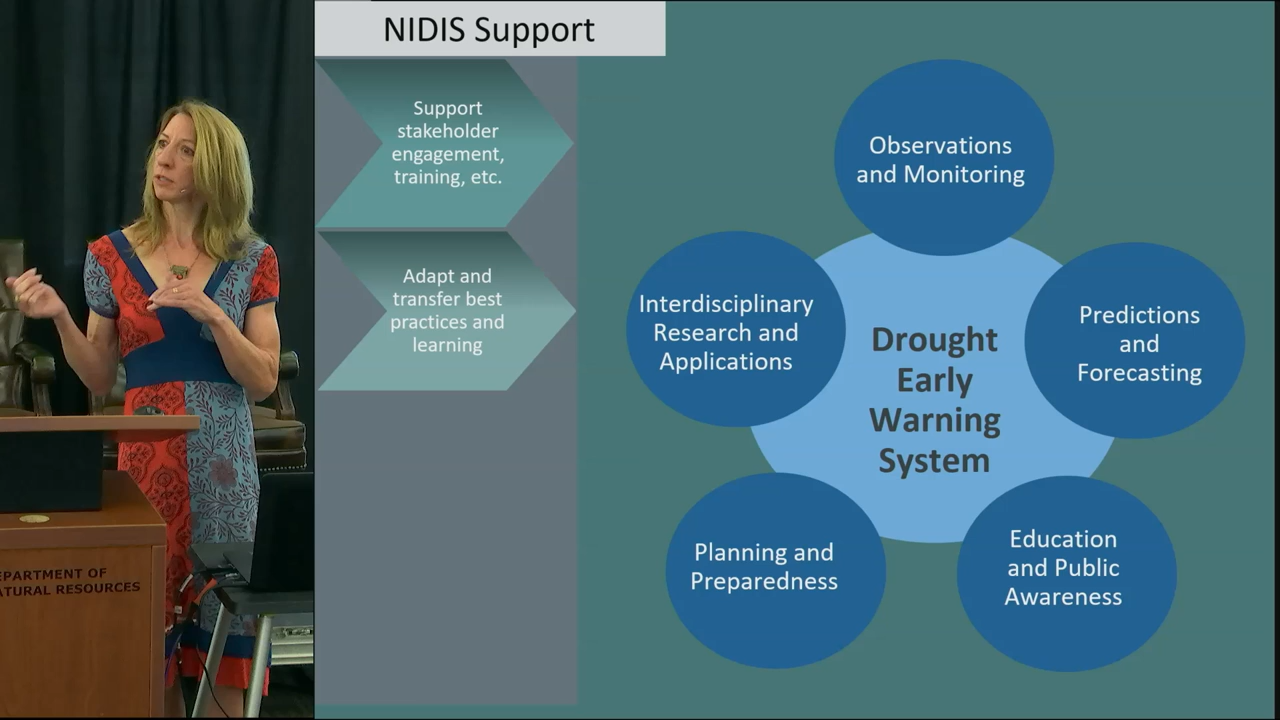 NIDIS Support
Support
stakeholder
engagement,
training, etc.
Adapt and
transfer best
practices and
learning
Observations
and Monitoring
Interdisciplinary
Research and
Applications
Predictions
and
Forecasting
Drought
Early
Warning
System
Planning and
Preparedness
Education
and Public
Awareness
EPARTMENT OF
ATURAL RESOURCES